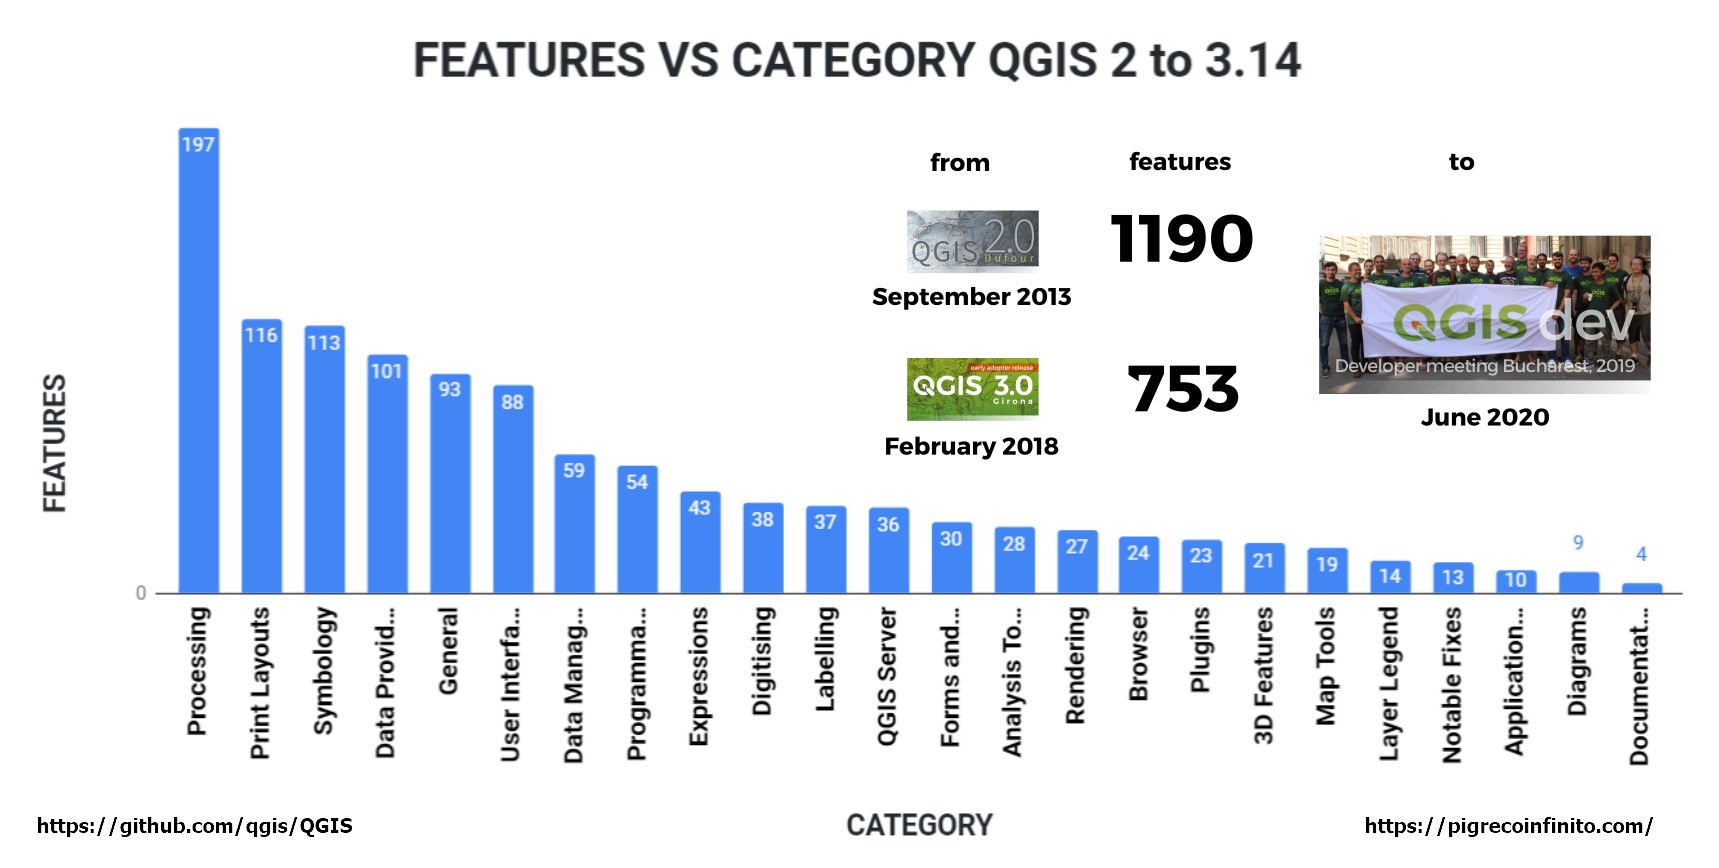 FEATURES VS CATEGORY QGIS 2 to 3.14
from
features
to
QGIS 2.0
Dufour
September 2013
1190
early adopter release
QGIS 3.0
Girona
February 2018
753
QGIS dev
Developer meeting Bucharest, 2019
June 2020
FEATURES
0
197
116
113
101
93
88
59
54
43
38
37
36
30
28
27
24
23
21
19
14
13
10
9
4
Processing
Print Layouts
Symbology
Data Provid...
General
User Interfa...
Data Manag...
Programma...
Expressions
Digitising
Labelling
QGIS Server
Forms and...
Analysis To...
Rendering
Browser
Plugins
3D Features
Map Tools
Layer Legend
Notable Fixes
Application...
Diagrams
Documentat...
CATEGORY
https://github.com/qgis/QGIS
https://pigrecoinfinito.com/